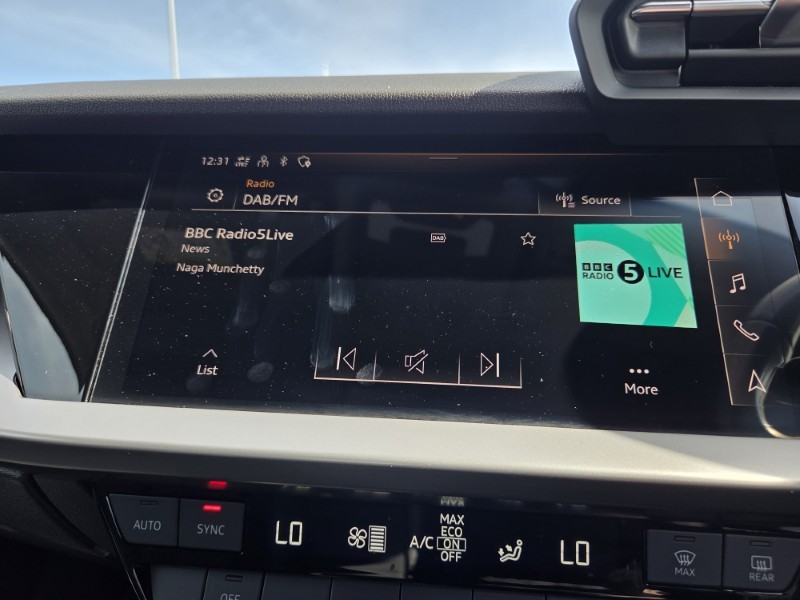 12:31
Radio
DAB/FM
Source
BBC Radio5Live
DAB
News
Naga Munchetty
BBC
RADIO 5 LIVE
List
More
AUTO
SYNC
LO
A/C
MAX
ECO
ON
OFF
LO
MAX
REAR
OFF